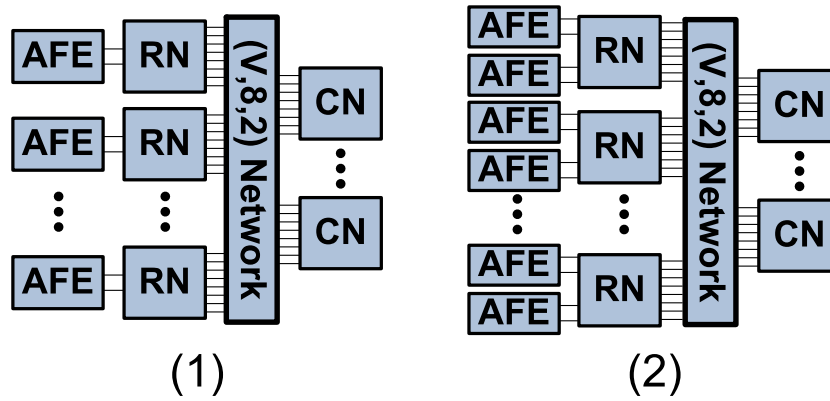 AFE RN
AFE RN
AFE RN
(V,8,2) Network
CN
CN
(1)
AFE
AFE
AFE
AFE
AFE
AFE
RN
RN
RN
(V,8,2) Network
CN
CN
(2)